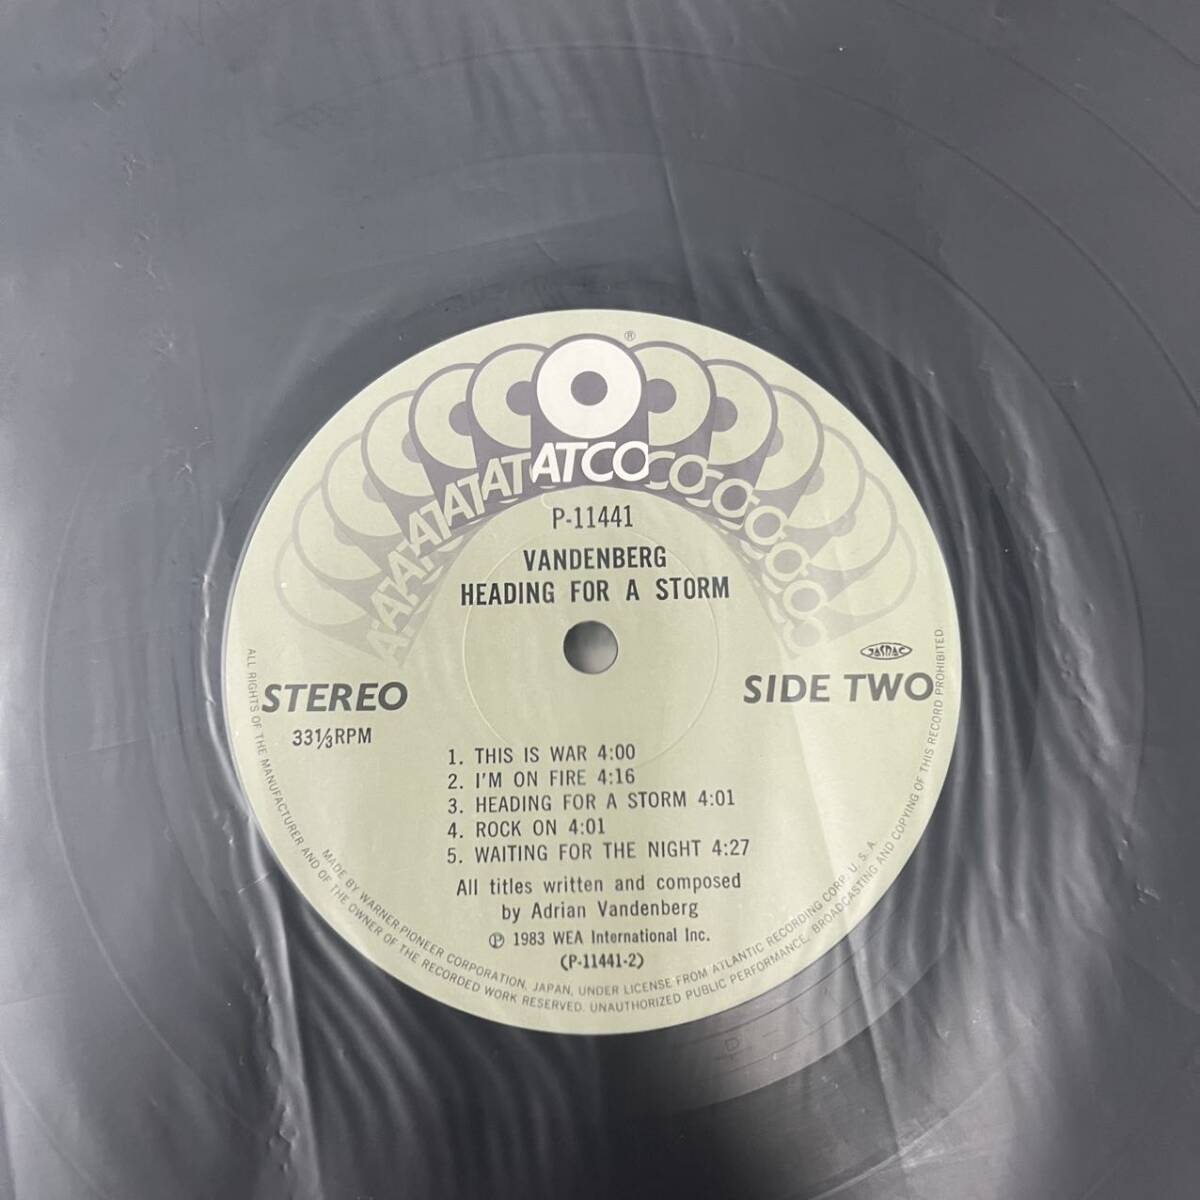 ®
ATATATATATATCOCOCOCOCOCO
P-11441
VANDENBERG
HEADING FOR A STORM
JASRAC
STEREO
SIDE TWO
33⅓RPM
1. THIS IS WAR 4:00
2. I'M ON FIRE 4:16
3. HEADING FOR A STORM 4:01
4. ROCK ON 4:01
5. WAITING FOR THE NIGHT 4:27
All titles written and composed
by Adrian Vandenberg
Ⓟ 1983 WEA International Inc.
(P-11441-2)
MADE BY WARNER-PIONEER CORPORATION, JAPAN, UNDER LICENSE FROM ATLANTIC RECORDING CORP., U.S.A.
ALL RIGHTS OF THE MANUFACTURER AND OF THE OWNER OF THE RECORDED WORK RESERVED. UNAUTHORIZED PUBLIC PERFORMANCE, BROADCASTING AND COPYING OF THIS RECORD PROHIBITED.